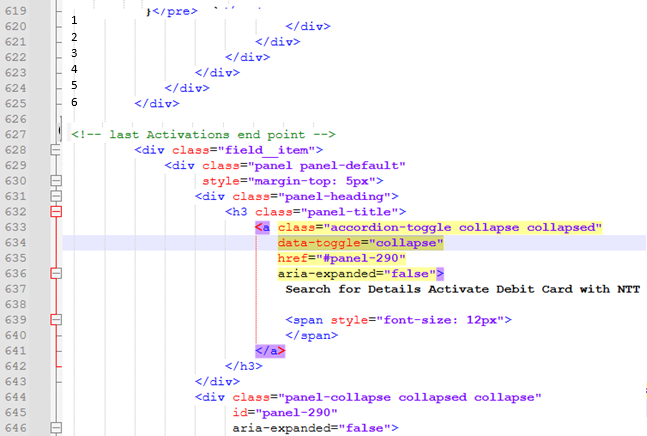 619 }</pre>
620 1 </div>
621 2 </div>
622 3 </div>
623 4 </div>
624 5 </div>
625 6 </div>
626
627 <!-- last Activations end point -->
628 <div class="field__item">
629 <div class="panel panel-default"
630 style="margin-top: 5px">
631 <div class="panel-heading">
632 <h3 class="panel-title">
633 <a class="accordion-toggle collapse collapsed"
634 data-toggle="collapse"
635 href="#panel-290"
636 aria-expanded="false">
637 Search for Details Activate Debit Card with NTT
638
639 <span style="font-size: 12px">
640 </span>
641 </a>
642 </h3>
643 </div>
644 <div class="panel-collapse collapsed collapse"
645 id="panel-290"
646 aria-expanded="false">